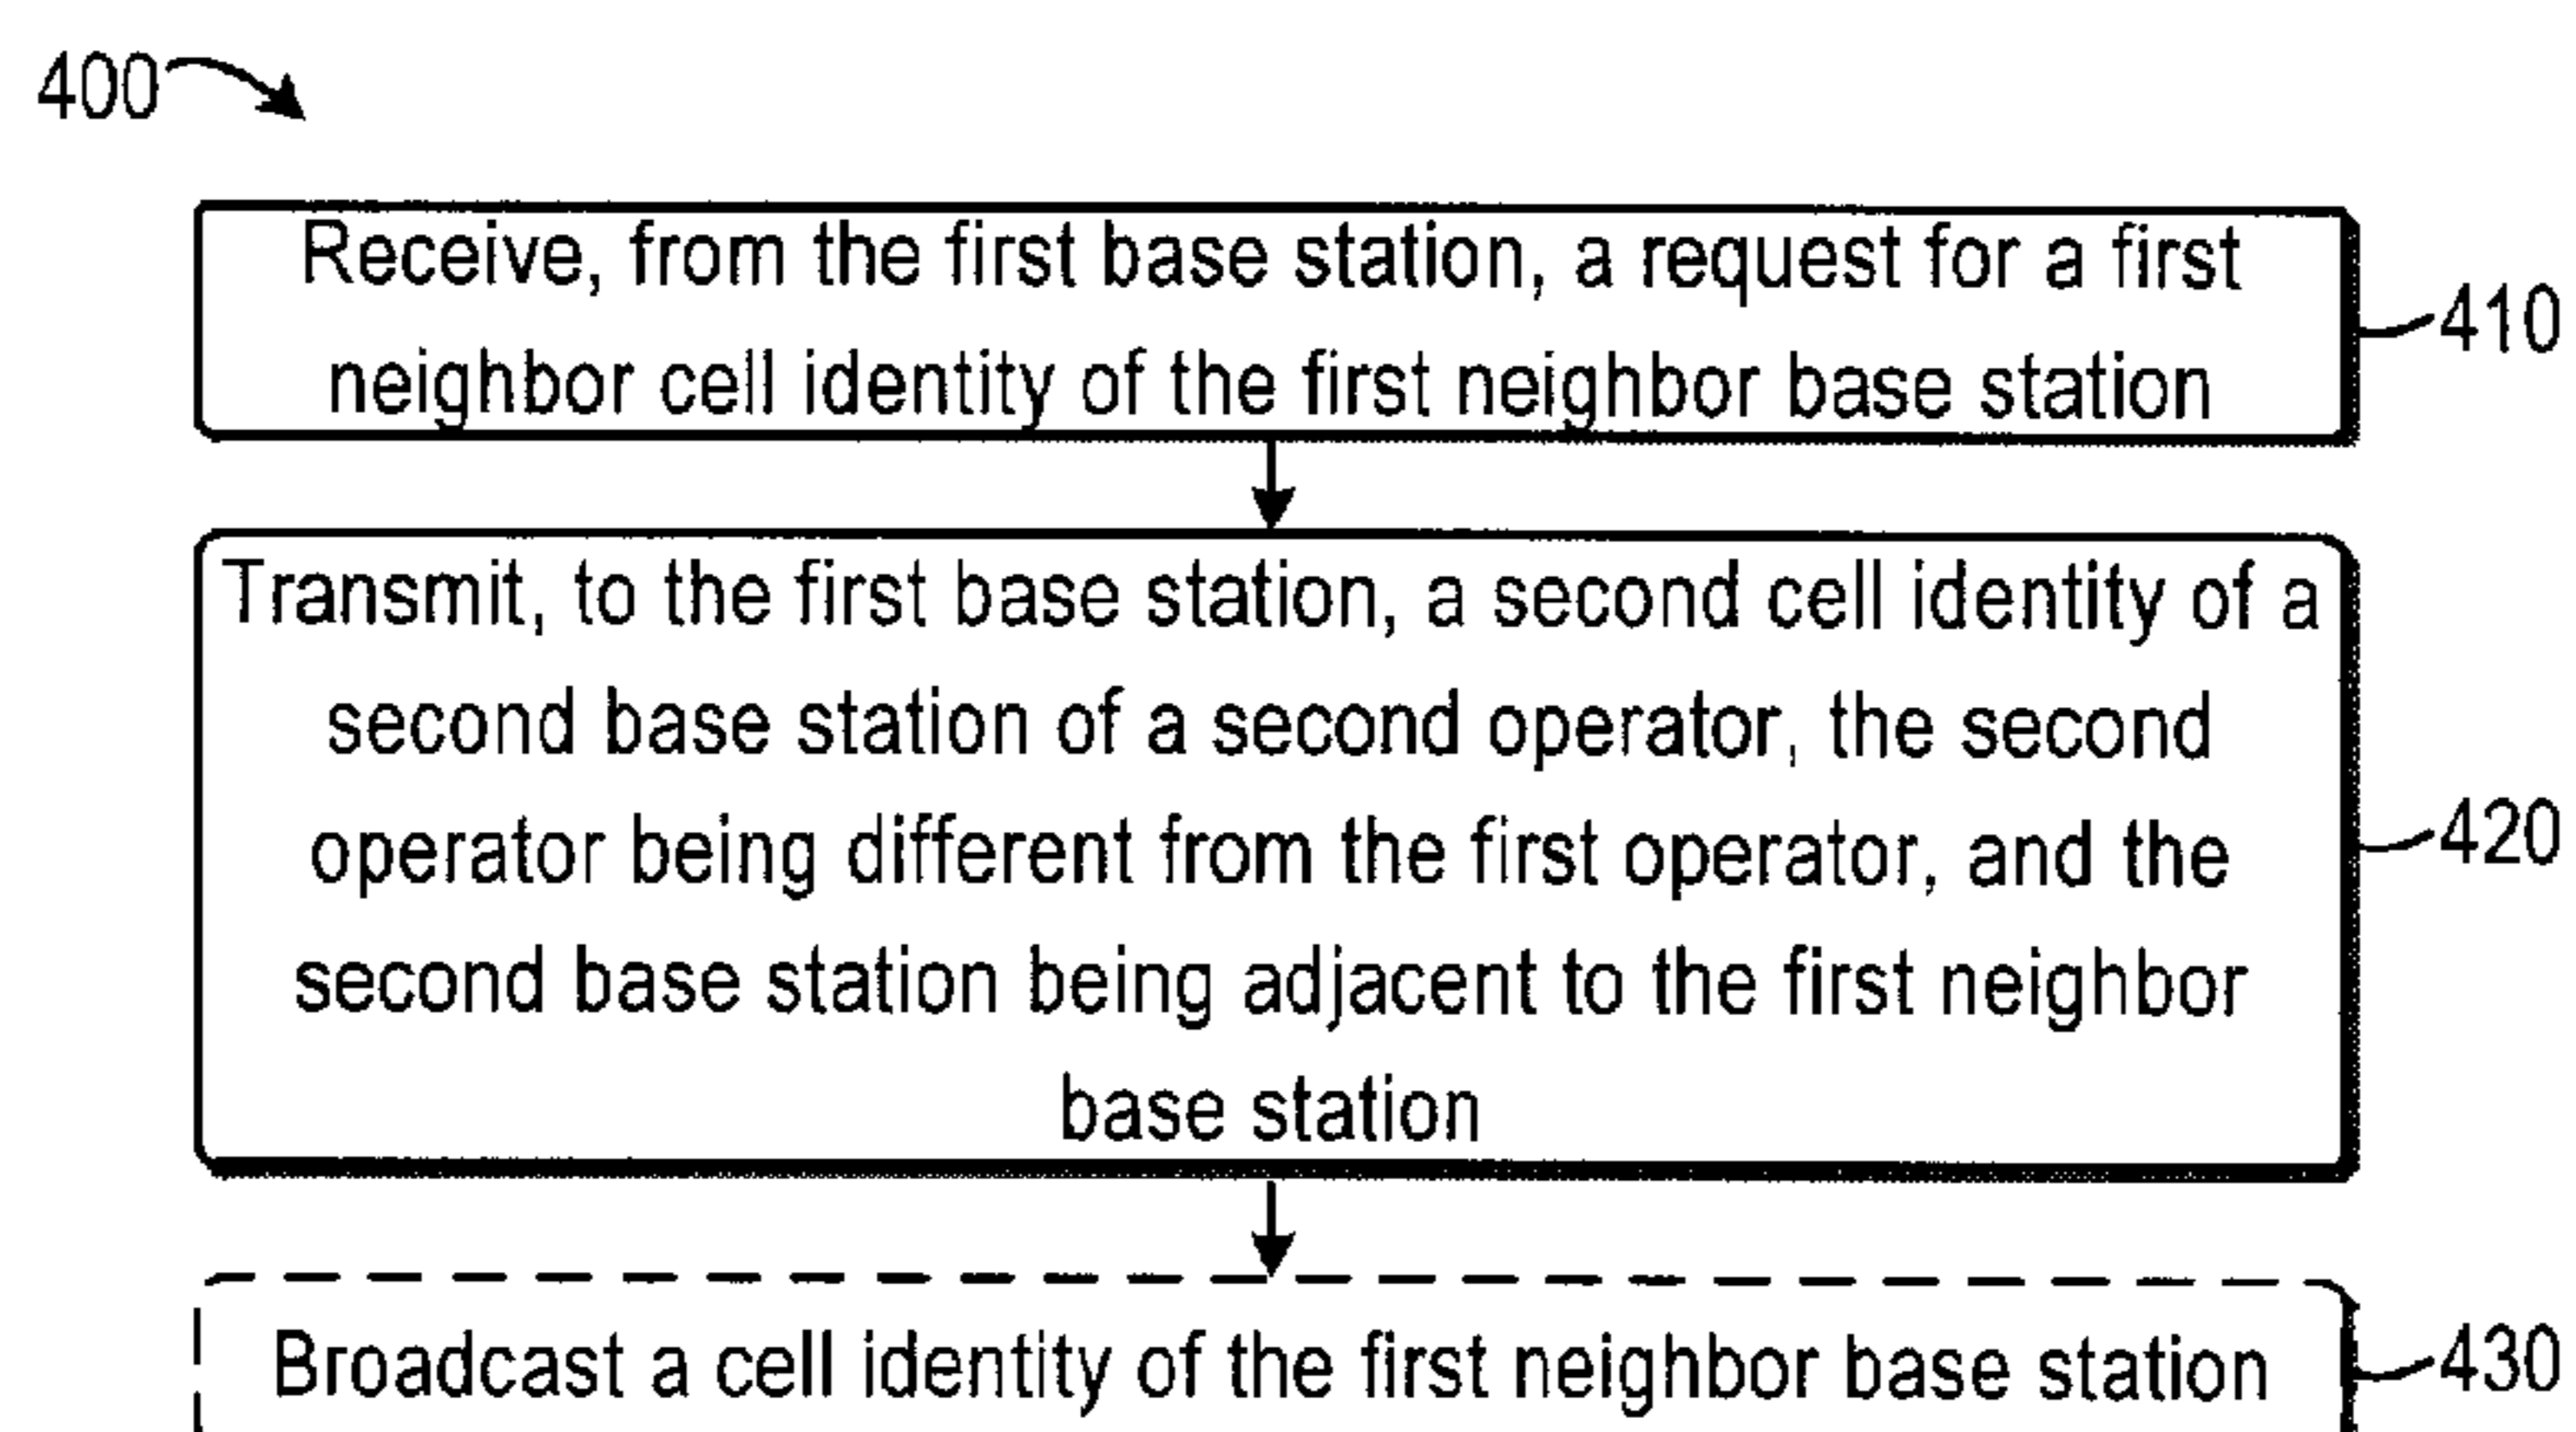 400
Receive, from the first base station, a request for a first
neighbor cell identity of the first neighbor base station
410
Transmit, to the first base station, a second cell identity of a
second base station of a second operator, the second
operator being different from the first operator, and the
second base station being adjacent to the first neighbor
base station
420
Broadcast a cell identity of the first neighbor base station
430